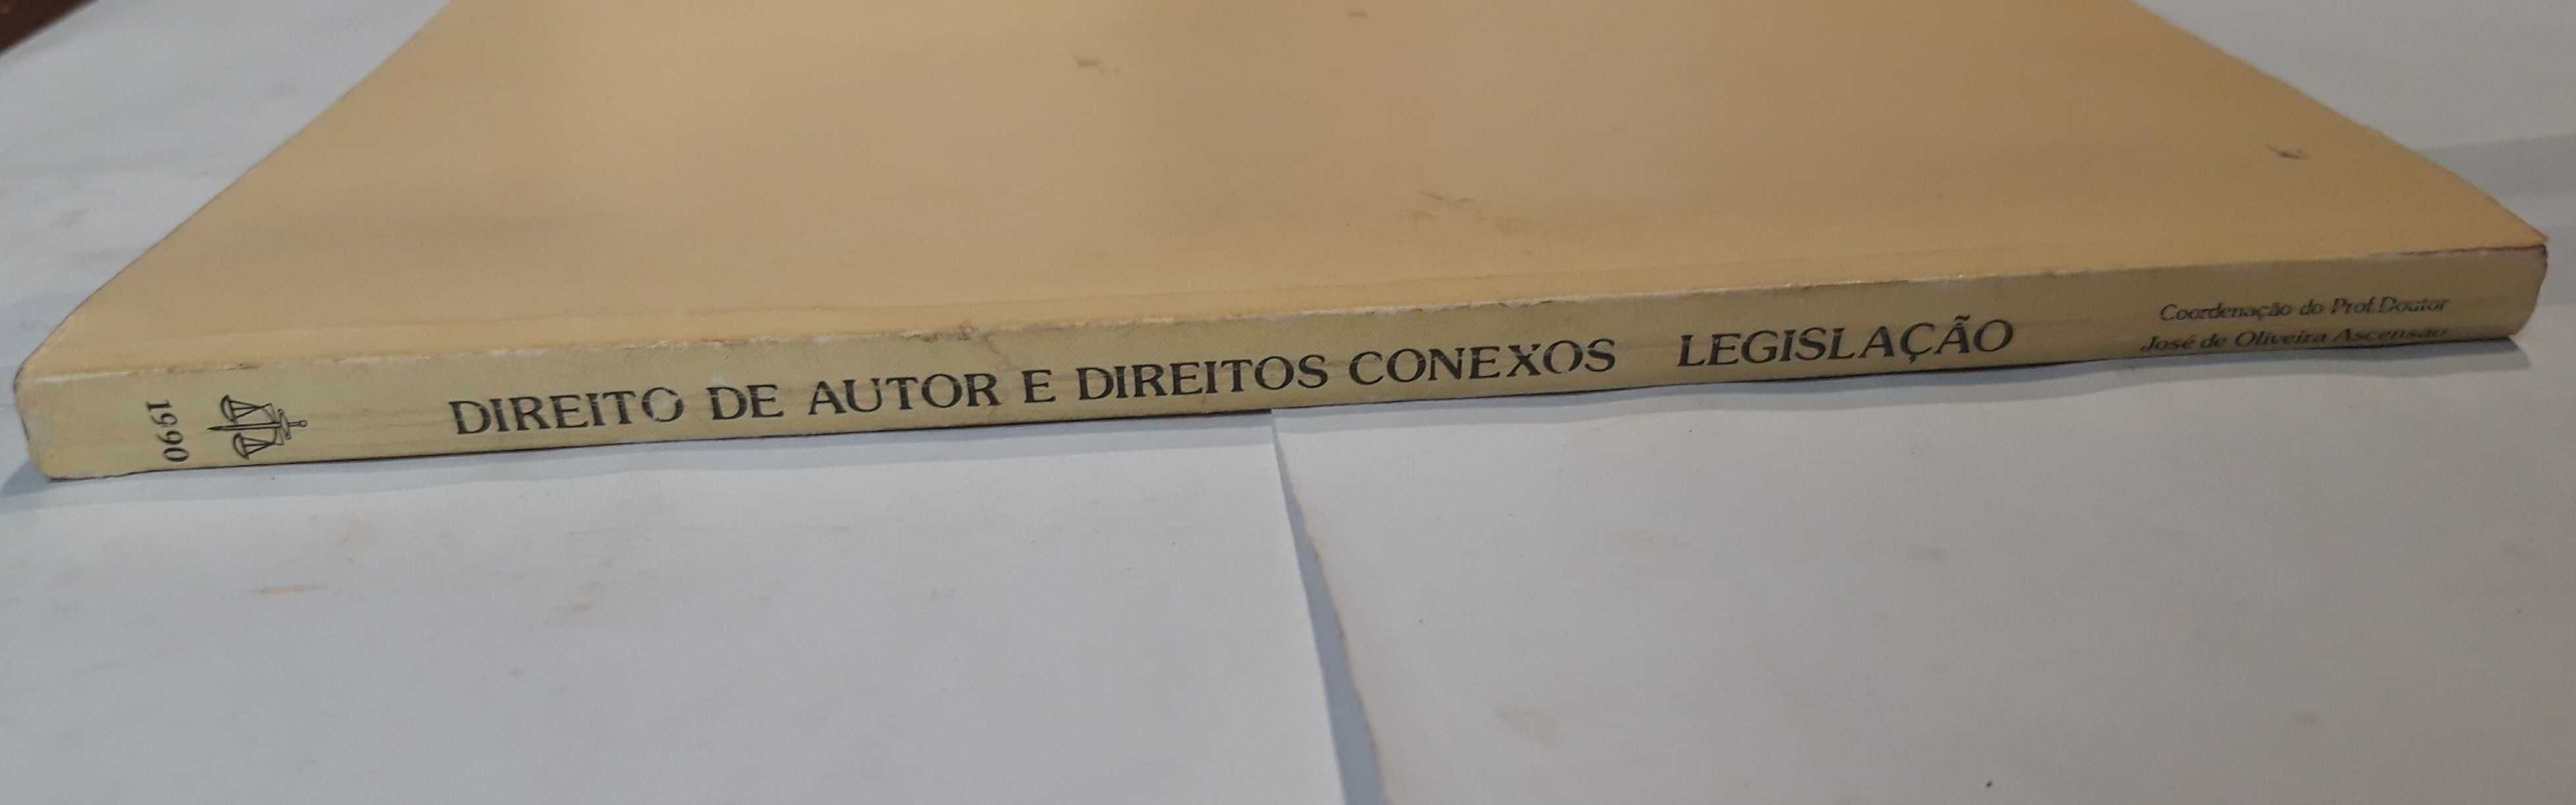 1990
DIREITO DE AUTOR E DIREITOS CONEXOS LEGISLAÇÃO
Coordenação do Prof.Doutor
José de Oliveira Ascensão